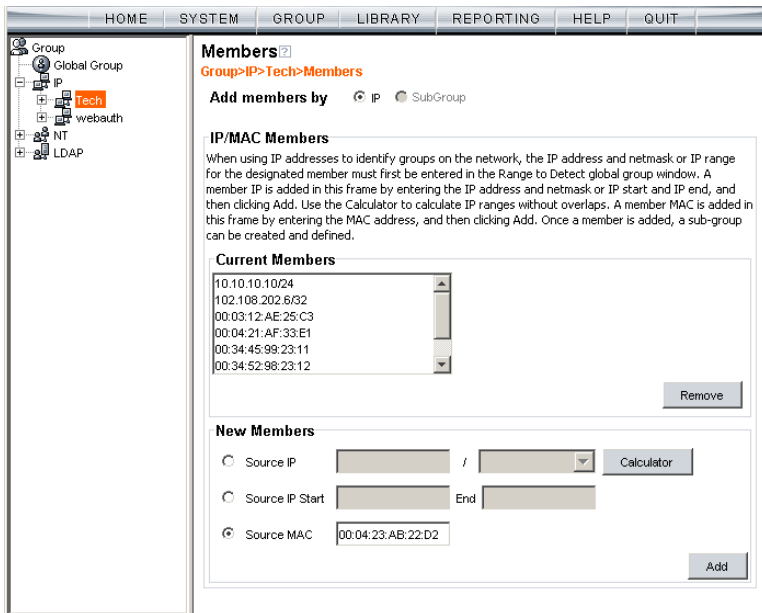 HOME SYSTEM GROUP LIBRARY REPORTING HELP QUIT
Group
Global Group
IP
Tech
webauth
NT
LDAP
Members?
Group>IP>Tech>Members
Add members by IP SubGroup
IP/MAC Members
When using IP addresses to identify groups on the network, the IP address and netmask or IP range
for the designated member must first be entered in the Range to Detect global group window. A
member IP is added in this frame by entering the IP address and netmask or IP start and IP end, and
then clicking Add. Use the Calculator to calculate IP ranges without overlaps. A member MAC is added in
this frame by entering the MAC address, and then clicking Add. Once a member is added, a sub-group
can be created and defined.
Current Members
10.10.10.10/24
102.108.202.6/32
00:03:12:AE:25:C3
00:04:21:AF:33:E1
00:34:45:99:23:11
00:34:52:98:23:12
Remove
New Members
Source IP / Calculator
Source IP Start End
Source MAC 00:04:23:AB:22:D2
Add